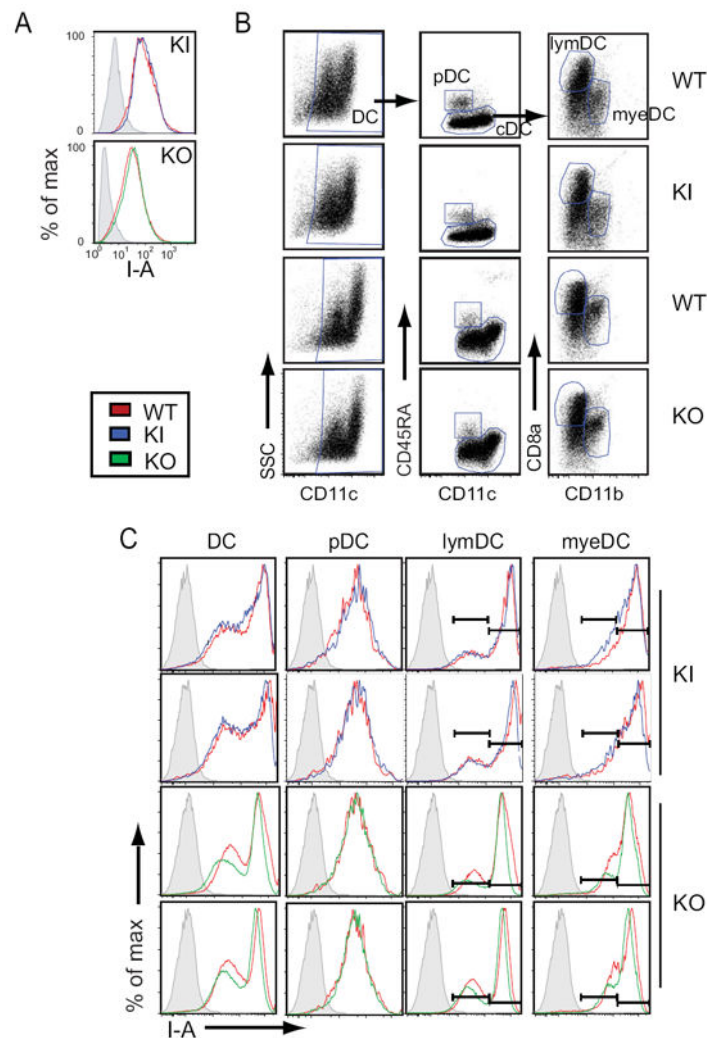 A
KI
100
0
KO
100
0
10⁰ 10¹ 10² 10³
% of max
I-A
WT
KI
KO
B
lymDC
pDC
DC
cDC
myeDC
WT
KI
WT
KO
SSC
CD45RA
CD8a
CD11c
CD11c
CD11b
C
DC pDC lymDC myeDC
KI
KO
% of max
I-A